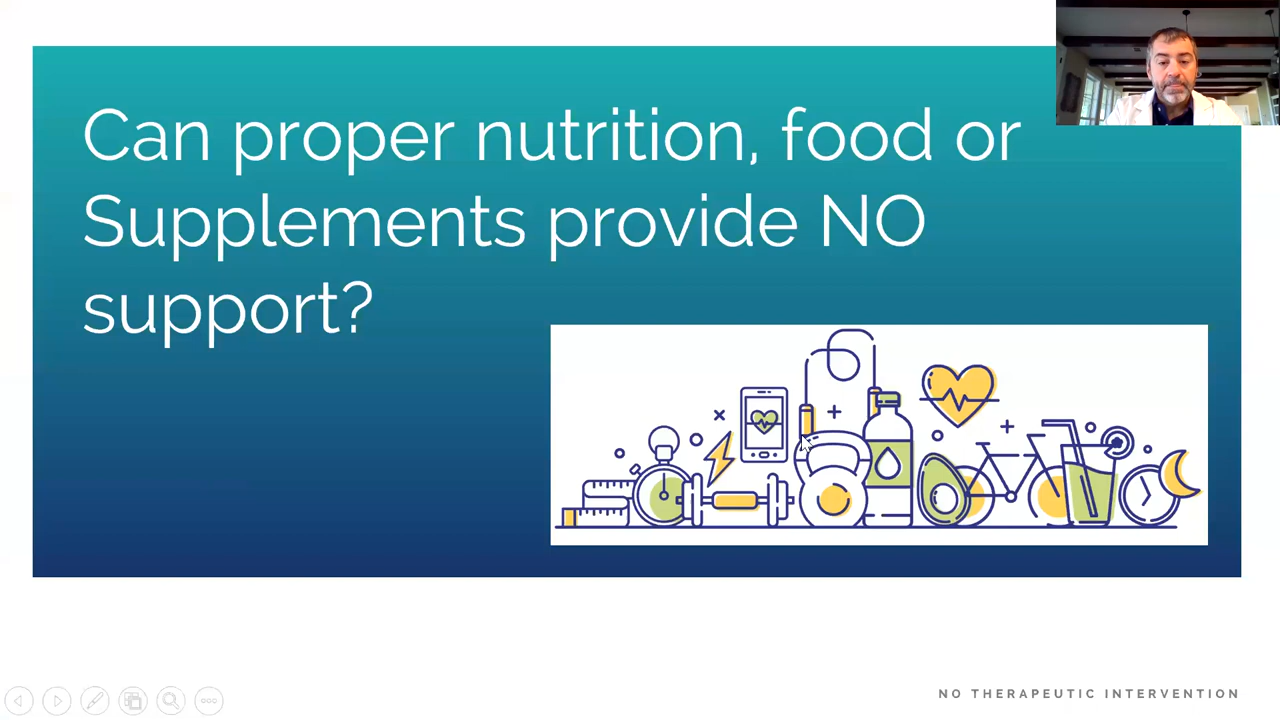 Can proper nutrition, food or
Supplements provide NO
support?
NO THERAPEUTIC INTERVENTION